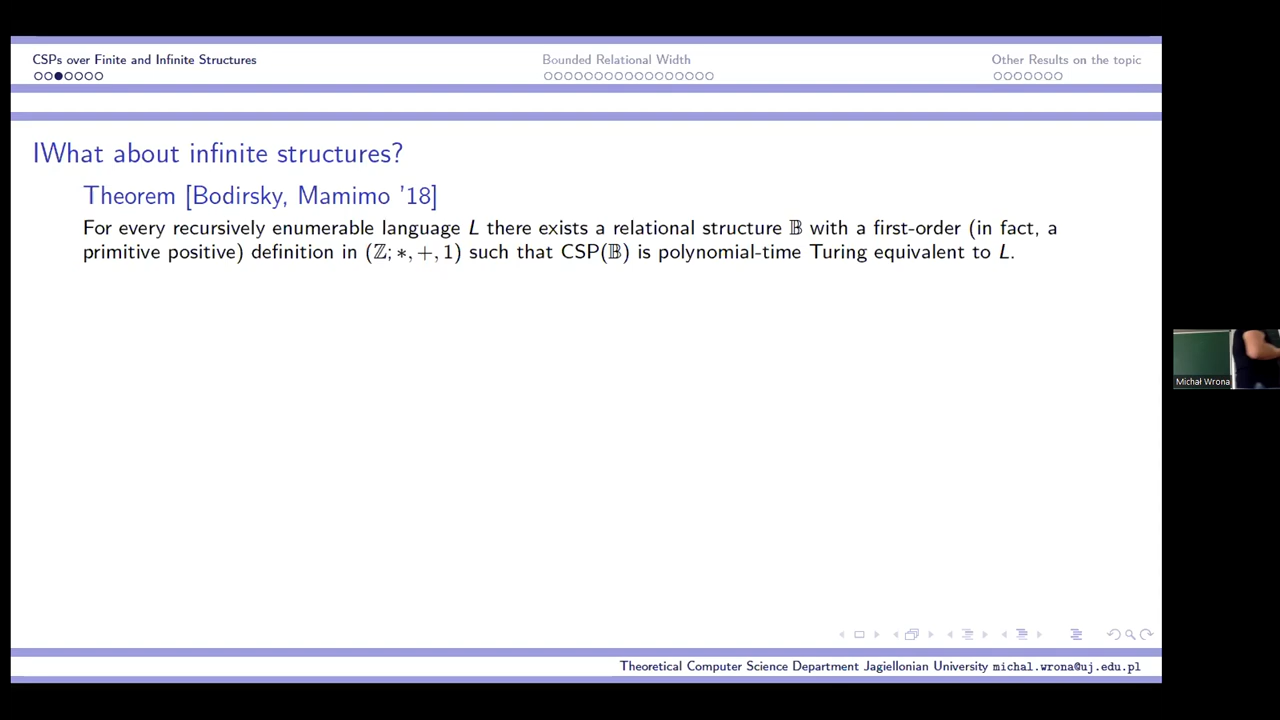 CSPs over Finite and Infinite Structures
Bounded Relational Width
Other Results on the topic
IWhat about infinite structures?
Theorem [Bodirsky, Mamimo '18]
For every recursively enumerable language L there exists a relational structure 𝔹 with a first-order (in fact, a
primitive positive) definition in (ℤ; ∗, +, 1) such that CSP(𝔹) is polynomial-time Turing equivalent to L.
Michał Wrona
Theoretical Computer Science Department Jagiellonian University michal.wrona@uj.edu.pl